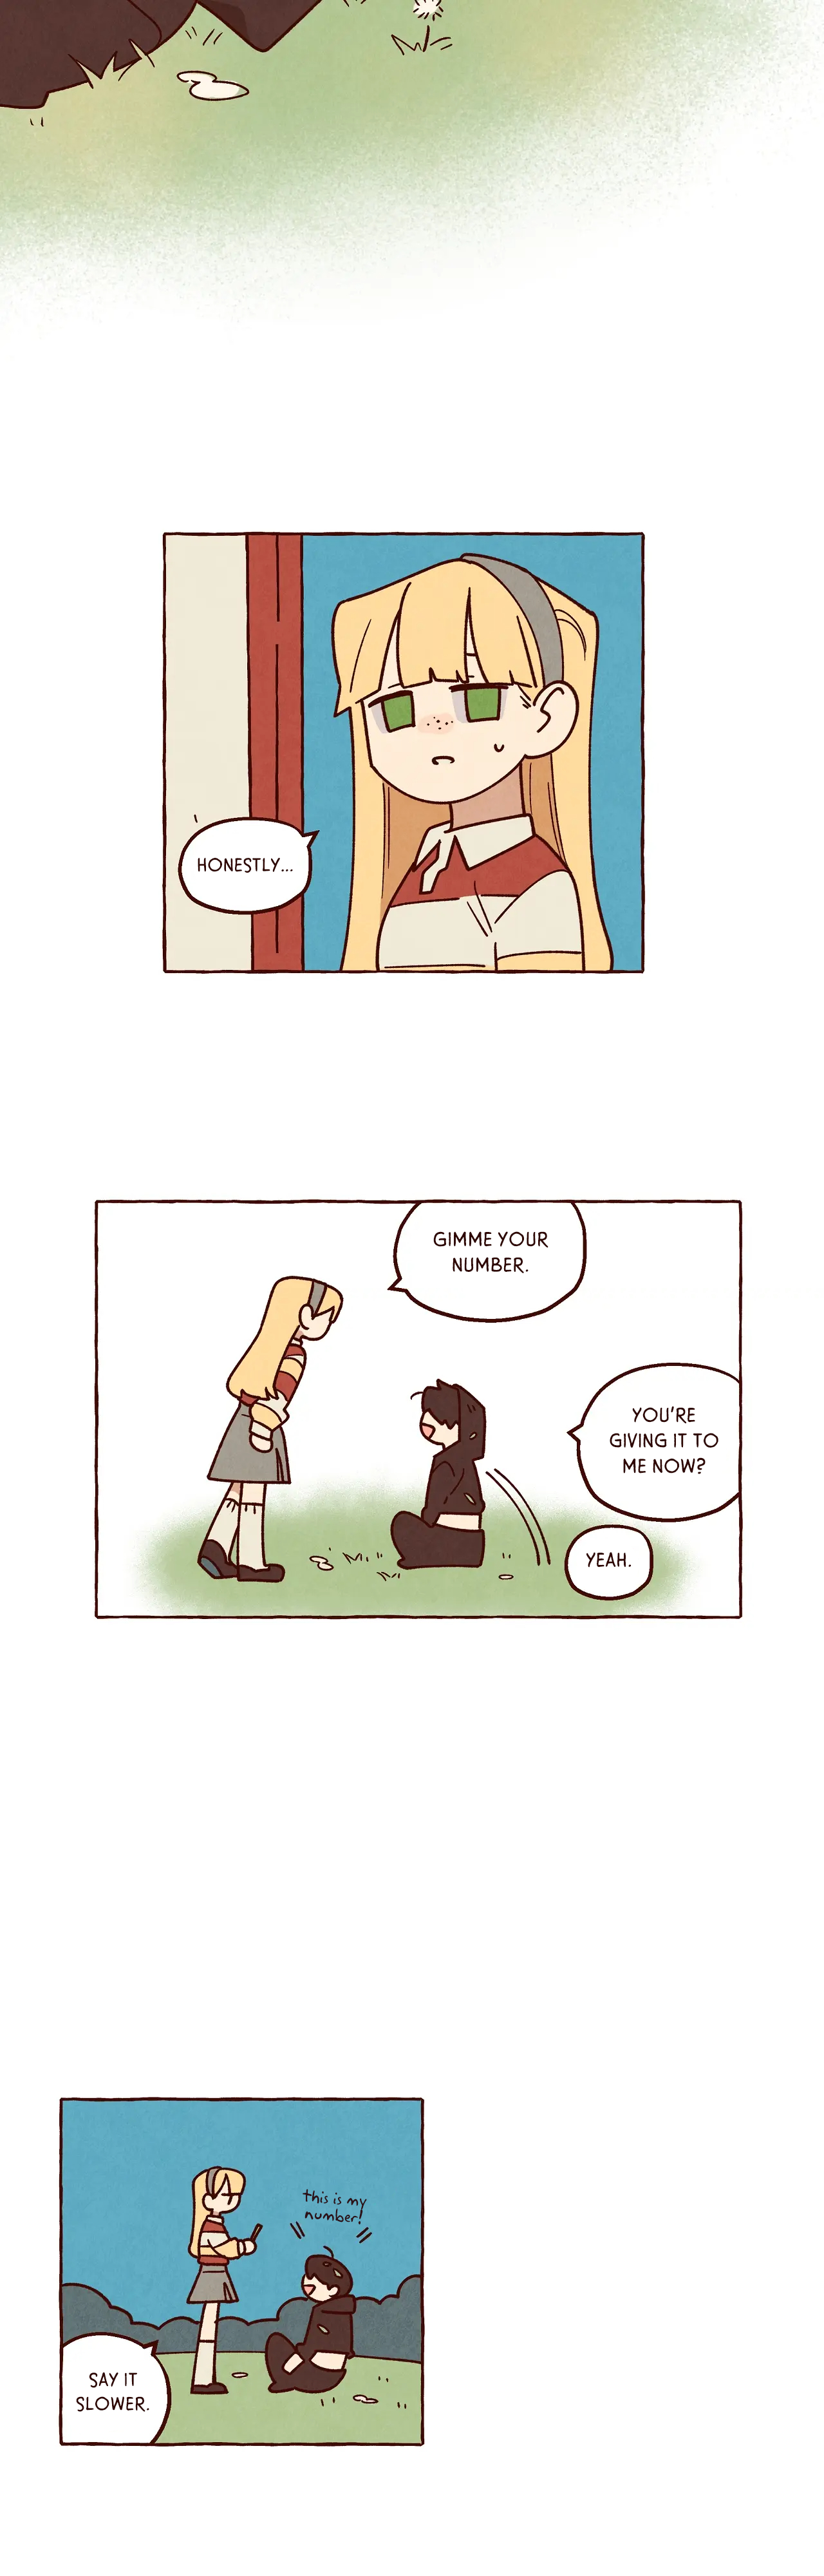 HONESTLY...
GIMME YOUR
NUMBER.
YOU'RE
GIVING IT TO
ME NOW?
YEAH.
this is my
number!
SAY IT
SLOWER.